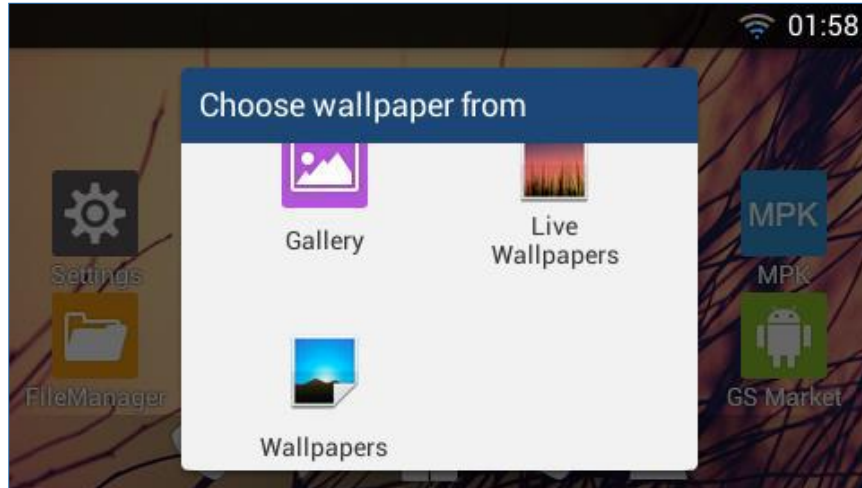 01:58
Choose wallpaper from
Gallery
Live
Wallpapers
MPK
Settings
MPK
FileManager
GS Market
Wallpapers